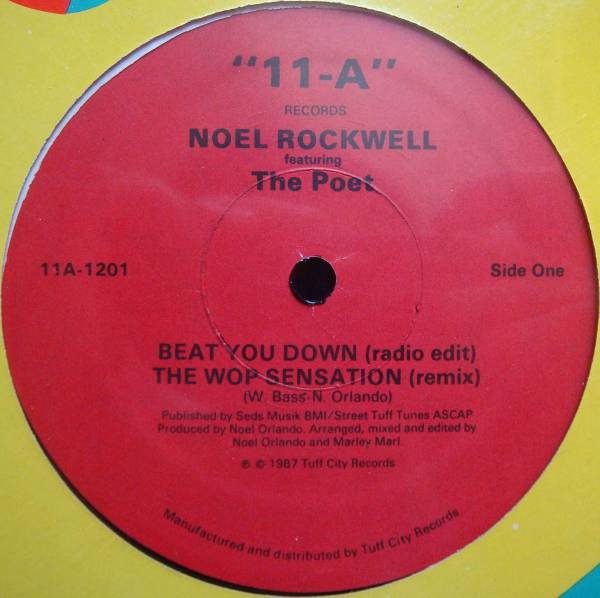 "11-A"
RECORDS
NOEL ROCKWELL
featuring
The Poet
11A-1201
Side One
BEAT YOU DOWN (radio edit)
THE WOP SENSATION (remix)
(W. Bass-N. Orlando)
Published by Seds Musik BMI/Street Tuff Tunes ASCAP
Produced by Noel Orlando. Arranged, mixed and edited by
Noel Orlando and Marley Marl.
℗ © 1987 Tuff City Records
Manufactured and distributed by Tuff City Records